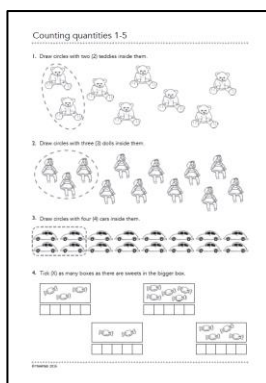 Counting quantities 1-5
1. Draw circles with two (2) teddies inside them.
2. Draw circles with three (3) dolls inside them.
3. Draw circles with four (4) cars inside them.
4. Tick (X) as many boxes as there are sweets in the bigger box.